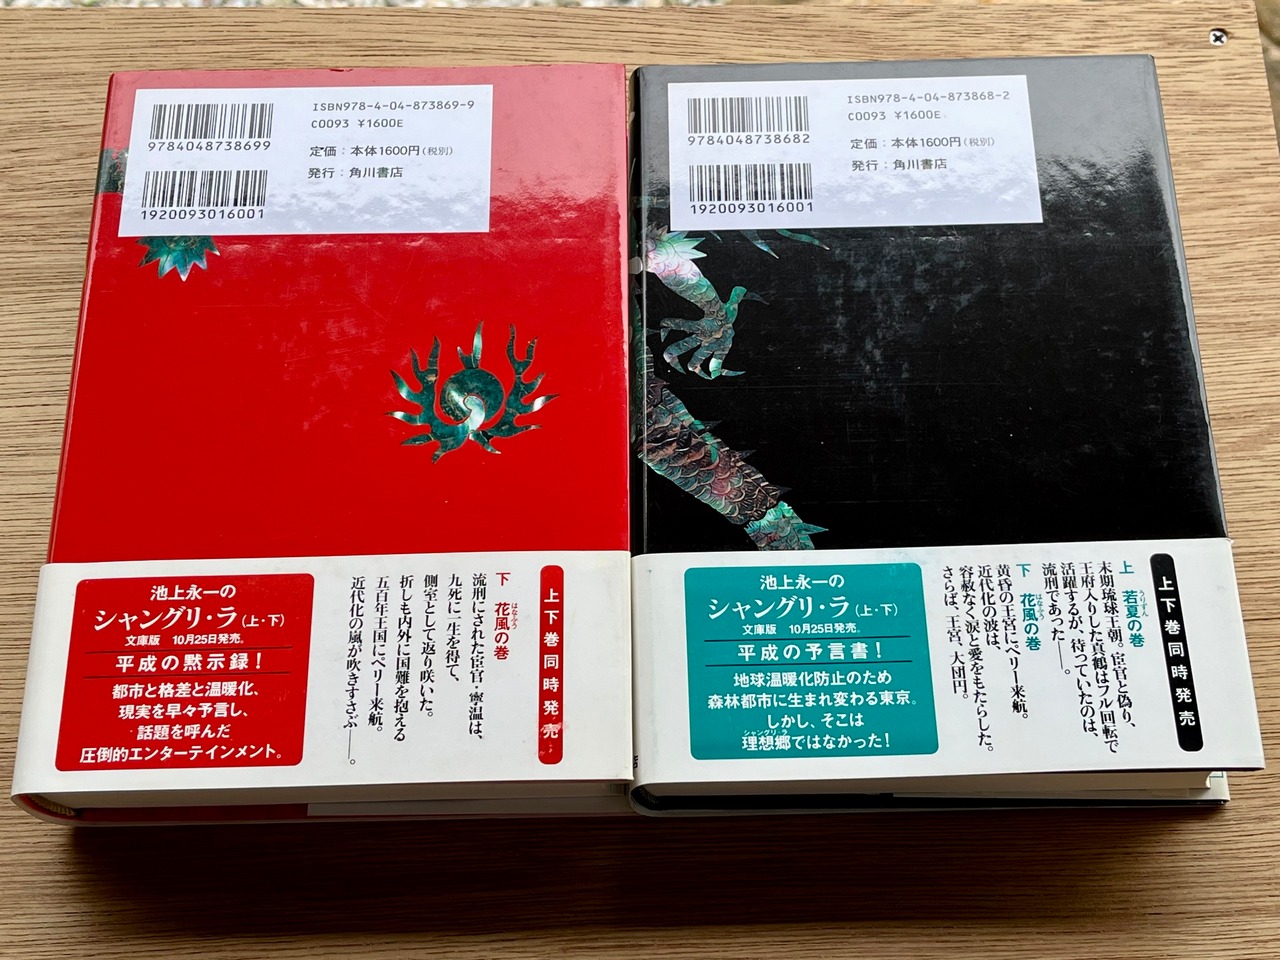 ISBN978-4-04-873869-9
C0093 ¥1600E
9784048738699
1920093016001
定価：本体1600円(税別)
発行：角川書店
上下巻同時発売
下 花風の巻
はなふう
流刑にされた宦官・寧温は、
九死に一生を得て、
側室として返り咲いた。
折しも内外に国難を抱える
五百年王国にペリー来航。
近代化の嵐が吹きすさぶ――。
池上永一の
シャングリ・ラ(上・下)
文庫版 10月25日発売。
平成の黙示録！
都市と格差と温暖化、
現実を早々予言し、
話題を呼んだ
圧倒的エンターテインメント。
ISBN978-4-04-873868-2
C0093 ¥1600E
9784048738682
1920093016001
定価：本体1600円(税別)
発行：角川書店
上下巻同時発売
上 若夏の巻
うりずん
末期琉球王朝。宦官と偽り、
王府入りした真鶴はフル回転で
活躍するが、待っていたのは、
流刑であった――。
下 花風の巻
はなふう
黄昏の王宮にペリー来航。
近代化の波は、
容赦なく涙と愛をもたらした。
さらば、王宮。大団円。
池上永一の
シャングリ・ラ(上・下)
文庫版 10月25日発売。
平成の予言書！
地球温暖化防止のため
森林都市に生まれ変わる東京。
しかし、そこは
シャングリ・ラ
理想郷ではなかった！